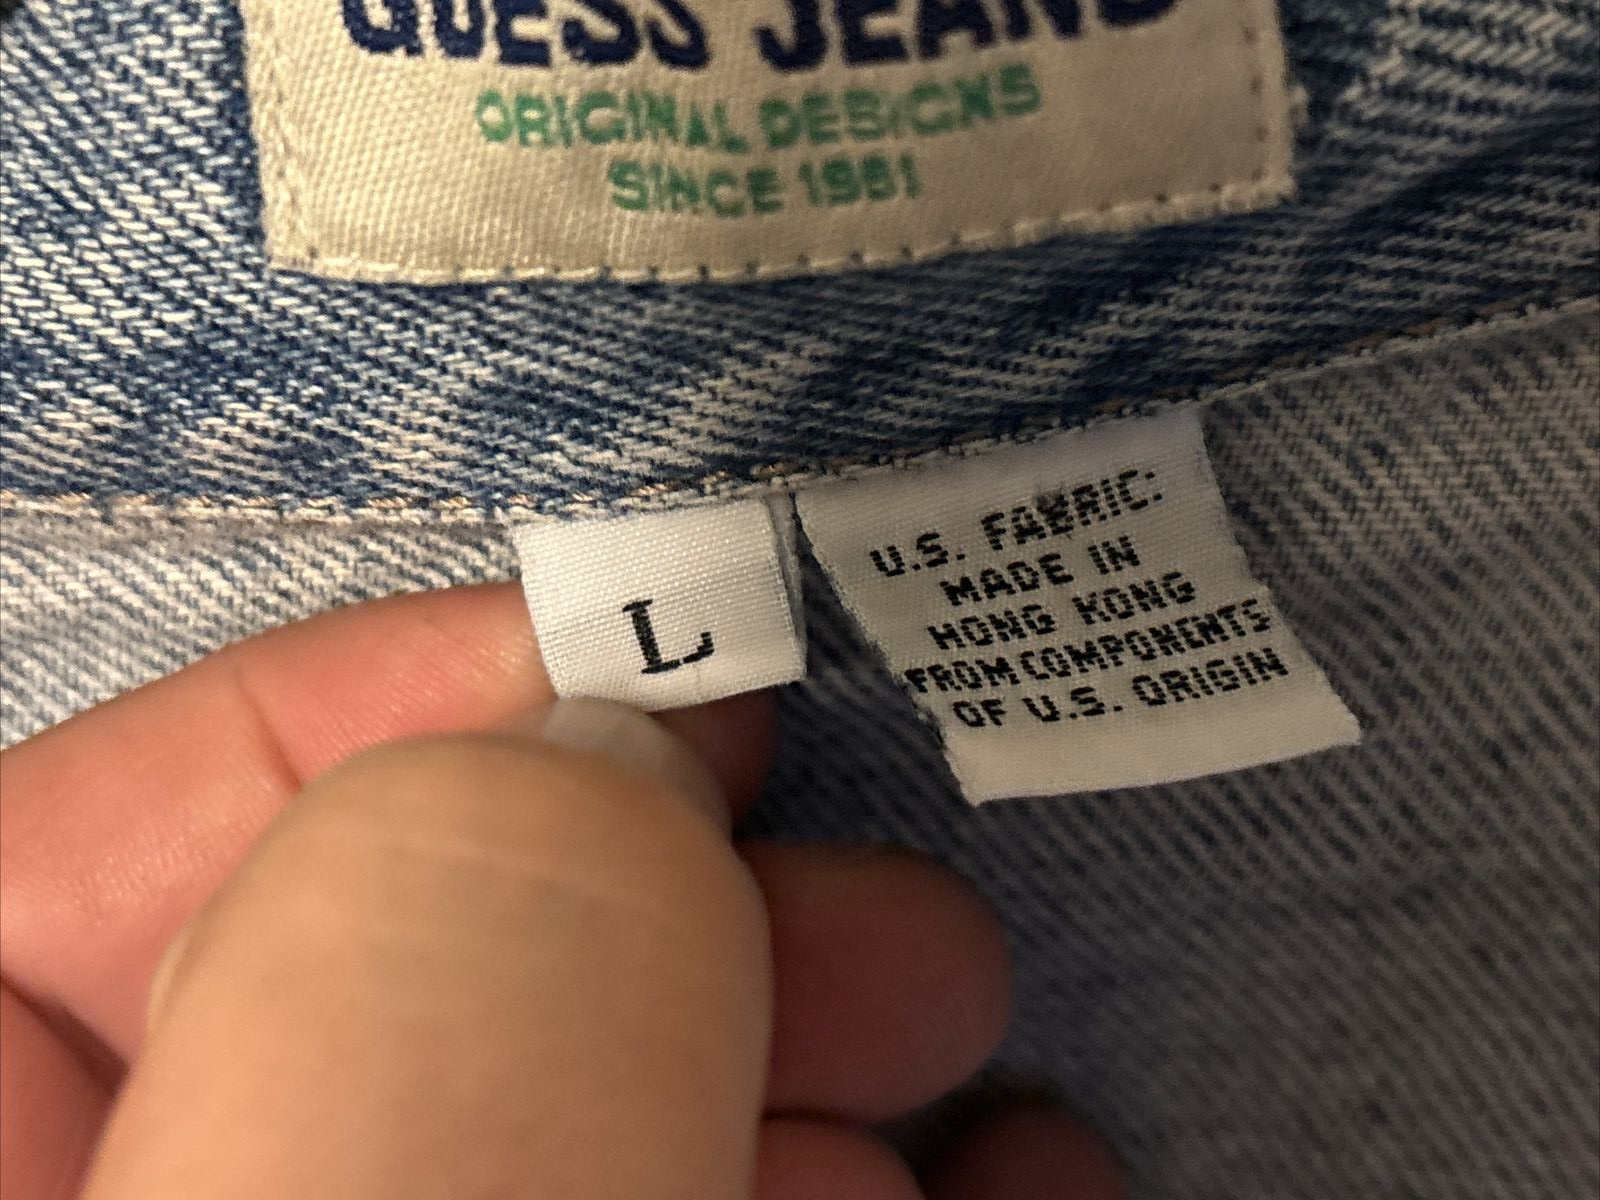 GUESS JEANS
ORIGINAL DESIGNS
SINCE 1981
L
U.S. FABRIC:
MADE IN
HONG KONG
FROM COMPONENTS
OF U.S. ORIGIN